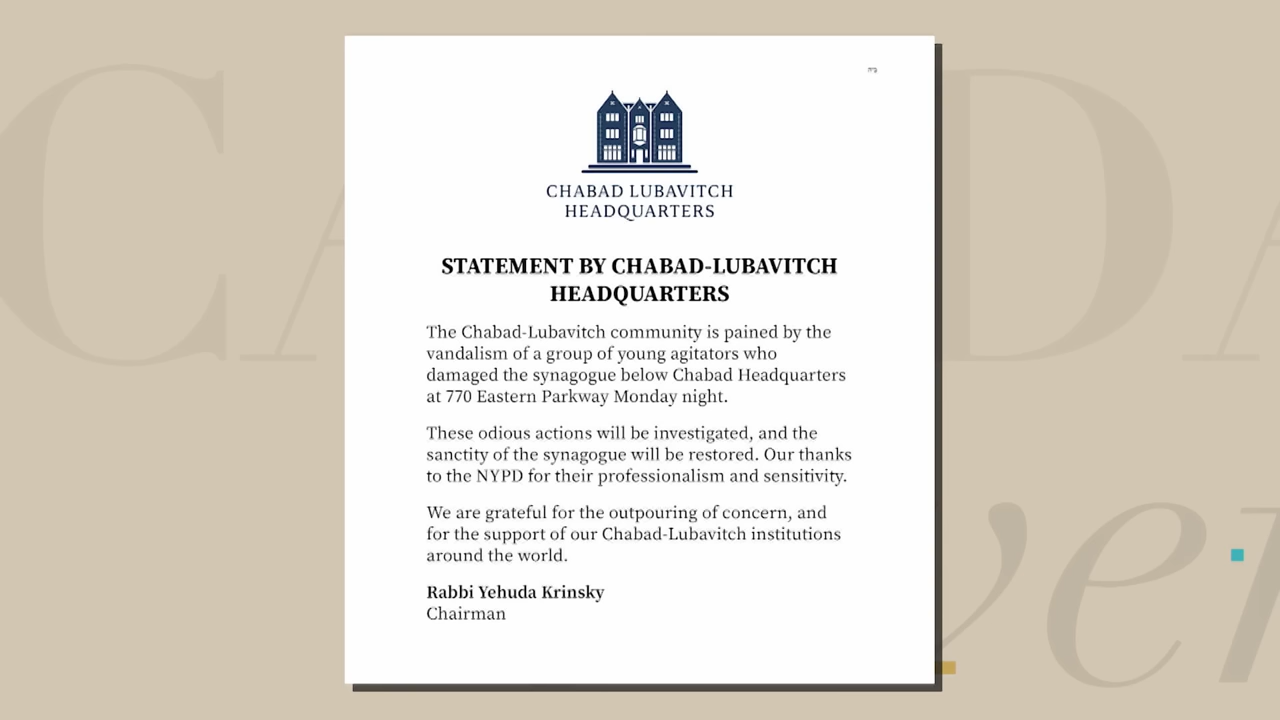 CHABAD LUBAVITCH
HEADQUARTERS
STATEMENT BY CHABAD-LUBAVITCH
HEADQUARTERS
The Chabad-Lubavitch community is pained by the
vandalism of a group of young agitators who
damaged the synagogue below Chabad Headquarters
at 770 Eastern Parkway Monday night.
These odious actions will be investigated, and the
sanctity of the synagogue will be restored. Our thanks
to the NYPD for their professionalism and sensitivity.
We are grateful for the outpouring of concern, and
for the support of our Chabad-Lubavitch institutions
around the world.
Rabbi Yehuda Krinsky
Chairman